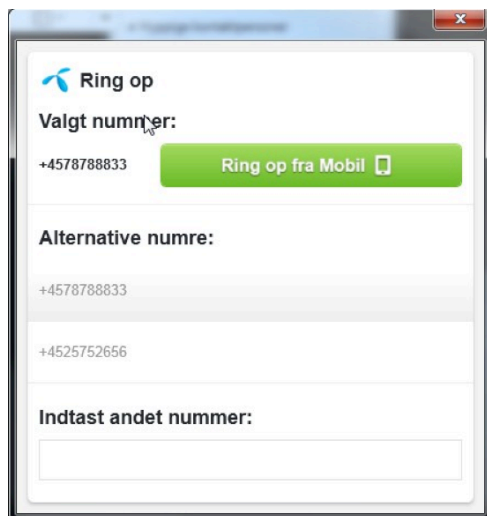 Ring op
Valgt nummer:
+4578788833
Ring op fra Mobil
Alternative numre:
+4578788833
+4525752656
Indtast andet nummer: